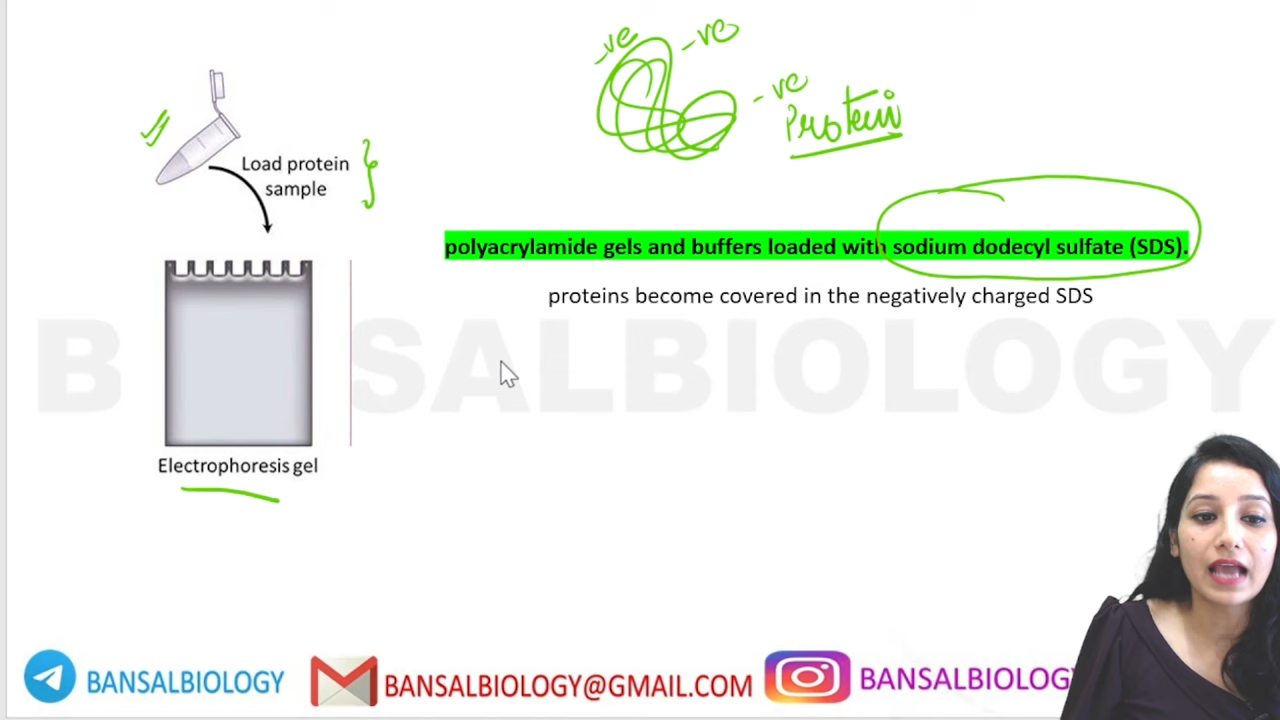 -ve
-ve
-ve
Protein
Load protein
sample
polyacrylamide gels and buffers loaded with sodium dodecyl sulfate (SDS).
proteins become covered in the negatively charged SDS
B SALBIOLOGY
Electrophoresis gel
BANSALBIOLOGY
BANSALBIOLOGY@GMAIL.COM
BANSALBIOLOGY